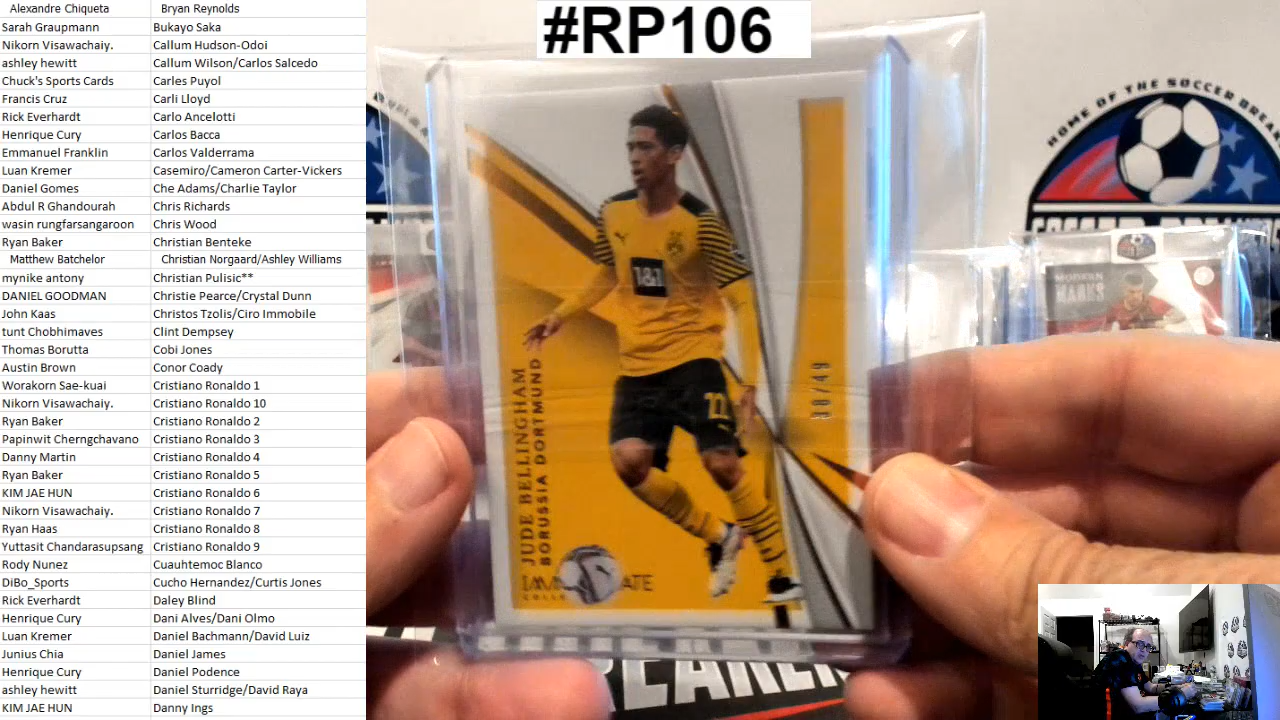 Alexandre Chiqueta Bryan Reynolds
Sarah Graupmann Bukayo Saka
Nikorn Visawachaiy. Callum Hudson-Odoi
ashley hewitt Callum Wilson/Carlos Salcedo
Chuck's Sports Cards Carles Puyol
Francis Cruz Carli Lloyd
Rick Everhardt Carlo Ancelotti
Henrique Cury Carlos Bacca
Emmanuel Franklin Carlos Valderrama
Luan Kremer Casemiro/Cameron Carter-Vickers
Daniel Gomes Che Adams/Charlie Taylor
Abdul R Ghandourah Chris Richards
wasin rungfarsangaroon Chris Wood
Ryan Baker Christian Benteke
Matthew Batchelor Christian Norgaard/Ashley Williams
mynike antony Christian Pulisic**
DANIEL GOODMAN Christie Pearce/Crystal Dunn
John Kaas Christos Tzolis/Ciro Immobile
tunt Chobhimaves Clint Dempsey
Thomas Borutta Cobi Jones
Austin Brown Conor Coady
Worakorn Sae-kuai Cristiano Ronaldo 1
Nikorn Visawachaiy. Cristiano Ronaldo 10
Ryan Baker Cristiano Ronaldo 2
Papinwit Cherngchavano Cristiano Ronaldo 3
Danny Martin Cristiano Ronaldo 4
Ryan Baker Cristiano Ronaldo 5
KIM JAE HUN Cristiano Ronaldo 6
Nikorn Visawachaiy. Cristiano Ronaldo 7
Ryan Haas Cristiano Ronaldo 8
Yuttasit Chandarasupsang Cristiano Ronaldo 9
Rody Nunez Cuauhtemoc Blanco
DiBo_Sports Cucho Hernandez/Curtis Jones
Rick Everhardt Daley Blind
Henrique Cury Dani Alves/Dani Olmo
Luan Kremer Daniel Bachmann/David Luiz
Junius Chia Daniel James
Henrique Cury Daniel Podence
ashley hewitt Daniel Sturridge/David Raya
KIM JAE HUN Danny Ings
#RP106
HOME OF THE SOCCER
MODERN
MARKS
1&1
22
JUDE BELLINGHAM
BORUSSIA DORTMUND